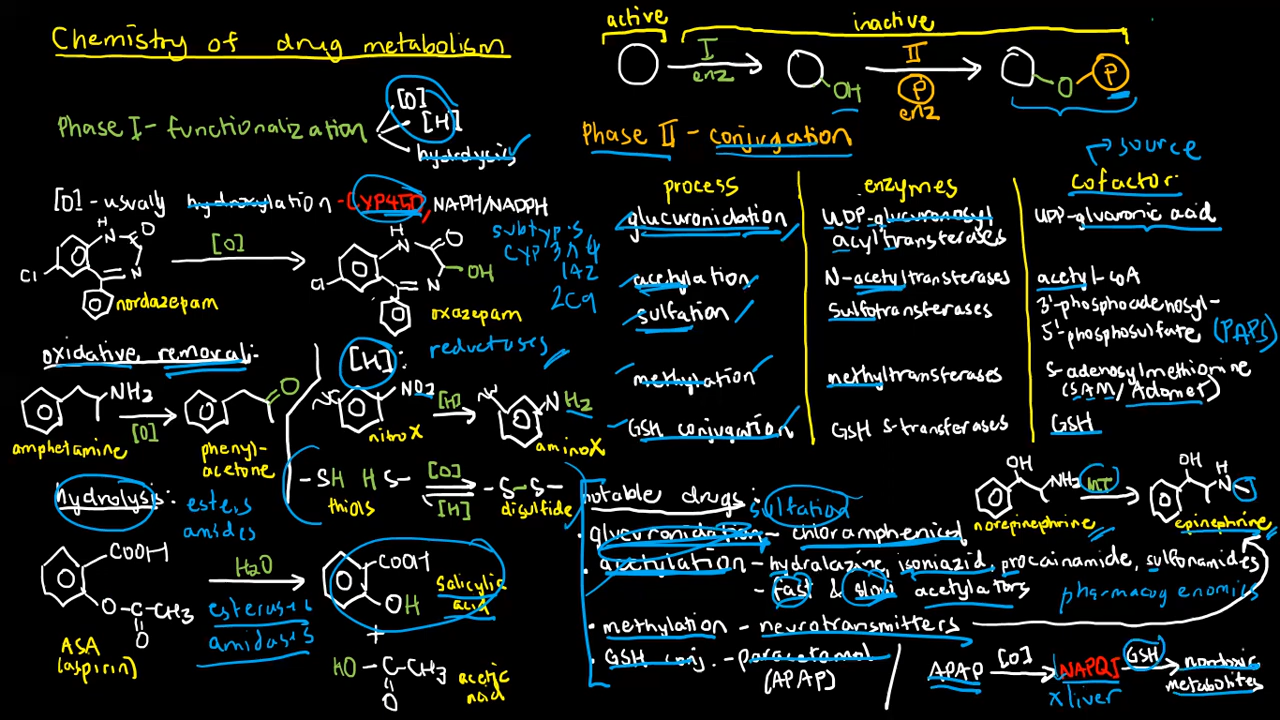 Chemistry of drug metabolism
Phase I - functionalization
[O]
[H]
hydrolysis
[O] - usually hydroxylation - CYP450, NAPH/NADPH
subtypes
CYP 3A4
1A2
2C9
H
N
O
N
Cl
nordazepam
[O]
H
N
O
OH
N
Cl
oxazepam
oxidative removal:
NH2
amphetamine
[O]
O
phenyl-
acetone
[H]:
reductases
NO2
nitroX
[H]
NH2
aminoX
-SH HS-
thiols
[O]
[H]
-S-S-
disulfide
hydrolysis:
esters
amides
COOH
O-C-CH3
O
ASA
(aspirin)
H2O
COOH
OH
salicylic
acid
+
HO-C-CH3
O
acetic
acid
active
inactive
I
enz
OH
II
P
enz
O
P
Phase II - conjugation
source
process
enzymes
cofactor
glucuronidation
UDP-glucuronosyl
acyltransferases
UDP-glucuronic acid
acetylation
N-acetyltransferases
acetyl-CoA
sulfation
Sulfotransferases
3'-phosphoadenosyl-
5'-phosphosulfate (PAPS)
methylation
methyltransferases
S-adenosylmethionine
(SAM/Adomet)
GSH conjugation
GSH S-transferases
GSH
notable drugs:
sulfation
• glucuronidation - chloramphenicol
• acetylation - hydralazine, isoniazid, procainamide, sulfonamides
- fast & slow acetylators
pharmacogenomics
• methylation - neurotransmitters
• GSH conj. - paracetamol
(APAP)
OH
NH2
norepinephrine
MT
OH
H
N
epinephrine
APAP
[O]
NAPQI
x liver
GSH
nontoxic
metabolites